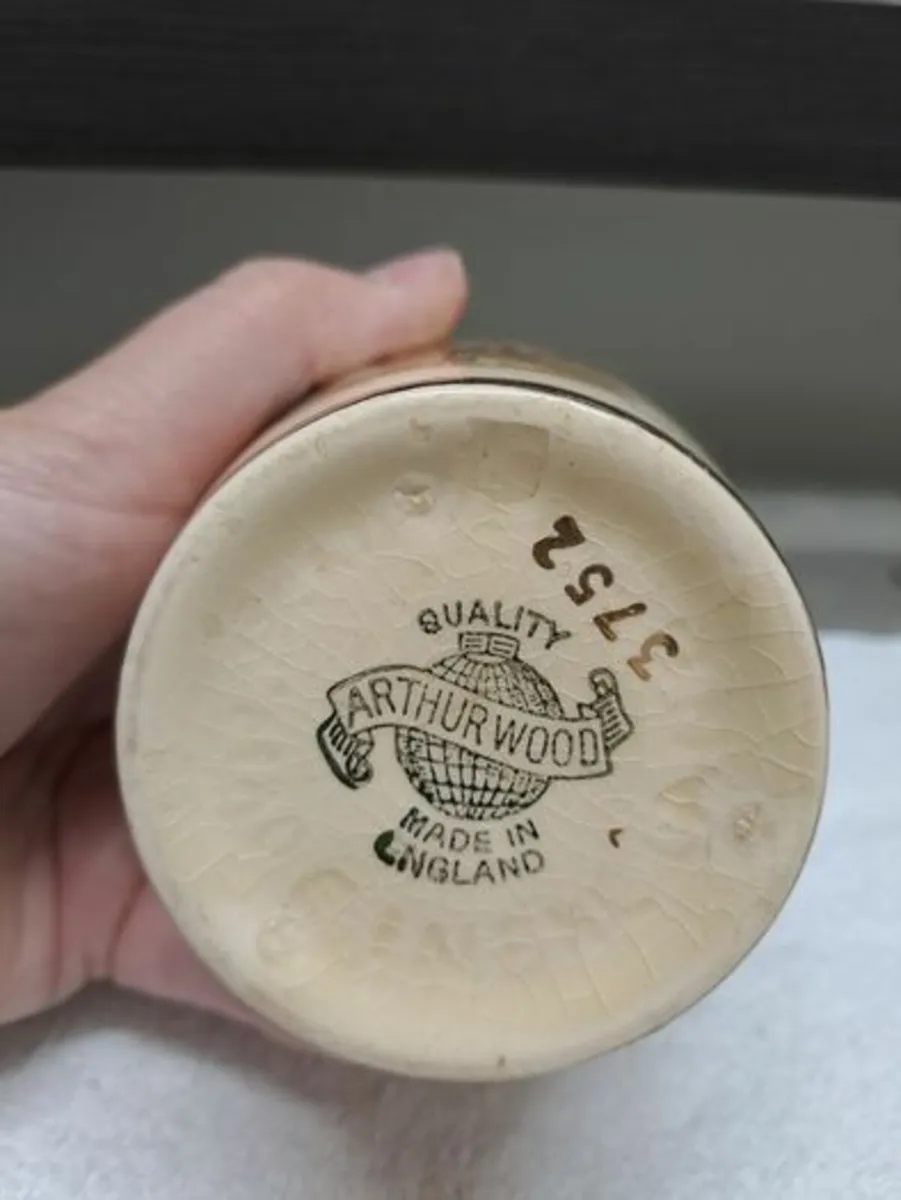 3752
QUALITY
ARTHUR WOOD
MADE IN
ENGLAND